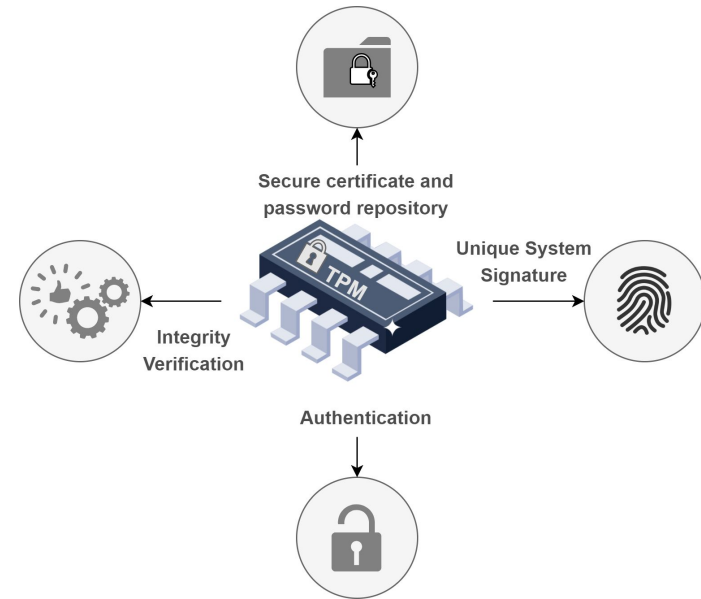 Secure certificate and
password repository
Unique System
Signature
TPM
Integrity
Verification
Authentication